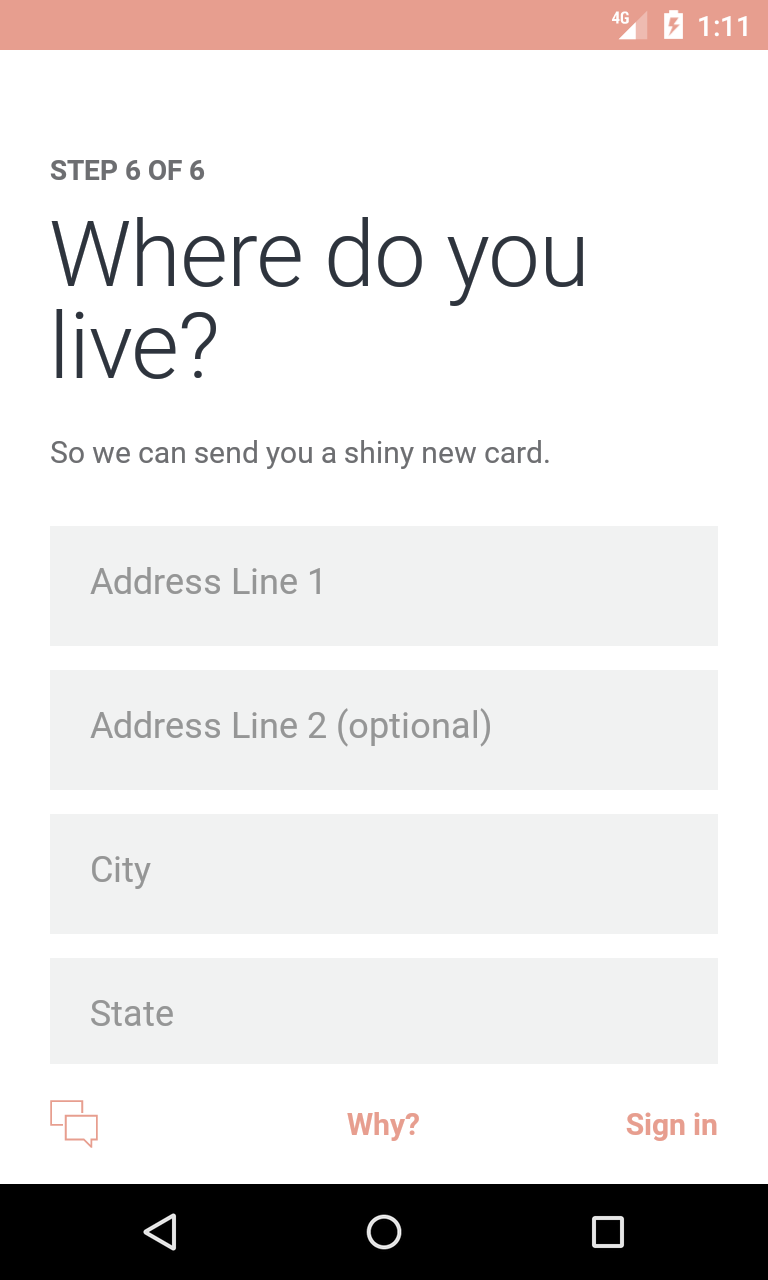 4G 1:11
STEP 6 OF 6
Where do you
live?
So we can send you a shiny new card.
Address Line 1
Address Line 2 (optional)
City
State
Why? Sign in